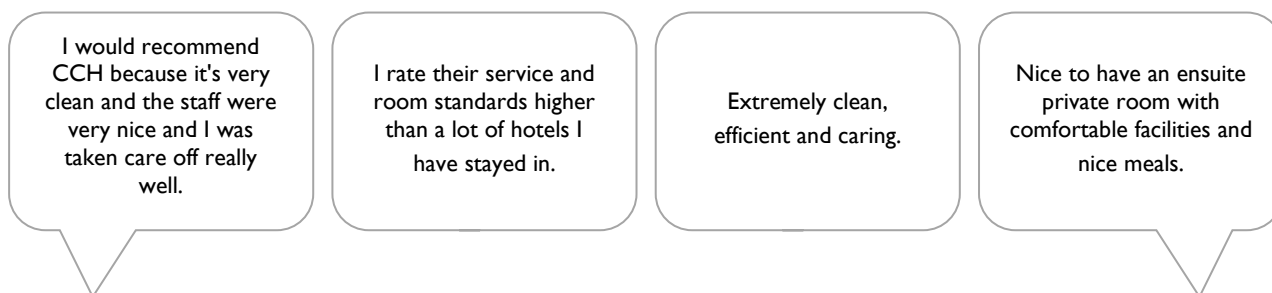 I would recommend
CCH because it's very
clean and the staff were
very nice and I was
taken care off really
well.
I rate their service and
room standards higher
than a lot of hotels I
have stayed in.
Extremely clean,
efficient and caring.
Nice to have an ensuite
private room with
comfortable facilities and
nice meals.